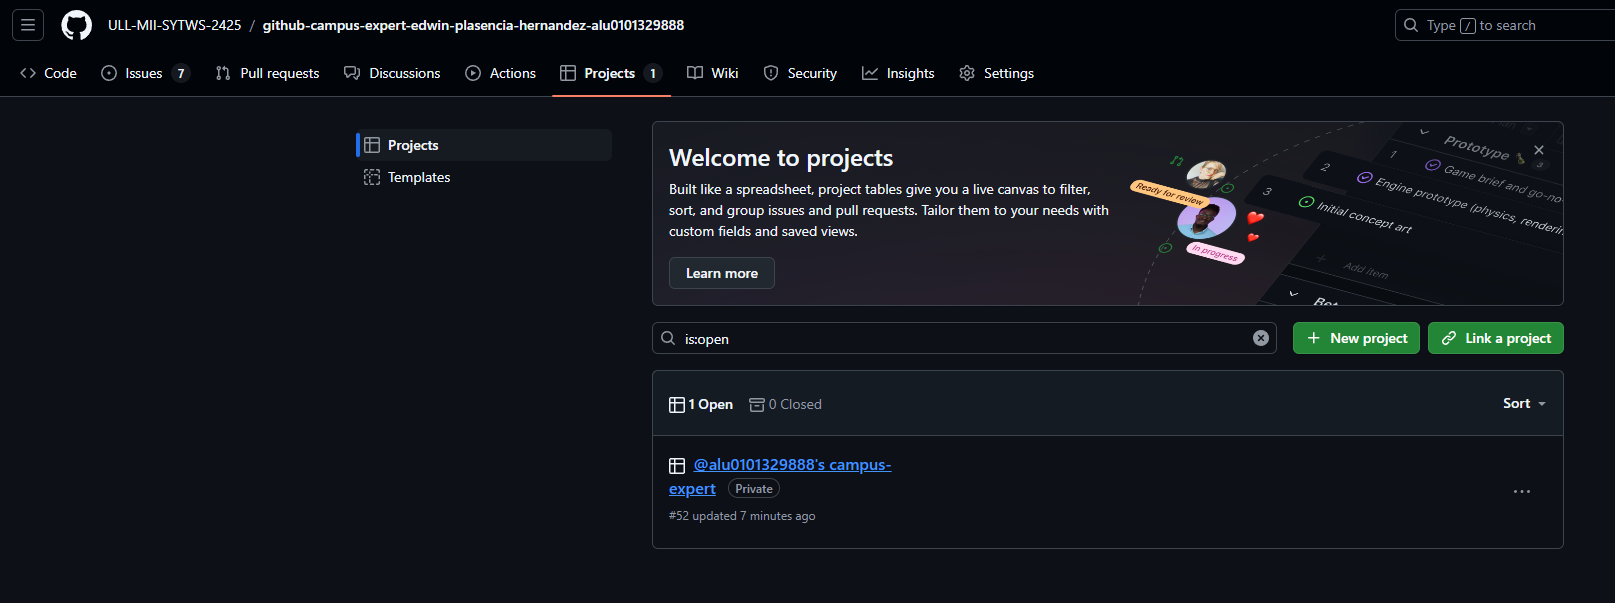 ULL-MII-SYTWS-2425 / github-campus-expert-edwin-plasencia-hernandez-alu0101329888
Type / to search
Code Issues 7 Pull requests Discussions Actions Projects 1 Wiki Security Insights Settings
Projects
Templates
Welcome to projects
Built like a spreadsheet, project tables give you a live canvas to filter,
sort, and group issues and pull requests. Tailor them to your needs with
custom fields and saved views.
Learn more
Ready for review
In progress
Prototype 3
1 Game brief and go-no-
2 Engine prototype (physics, renderin
3 Initial concept art
+ Add item
is:open
New project
Link a project
1 Open 0 Closed
Sort
@alu0101329888's campus-
expert Private
#52 updated 7 minutes ago